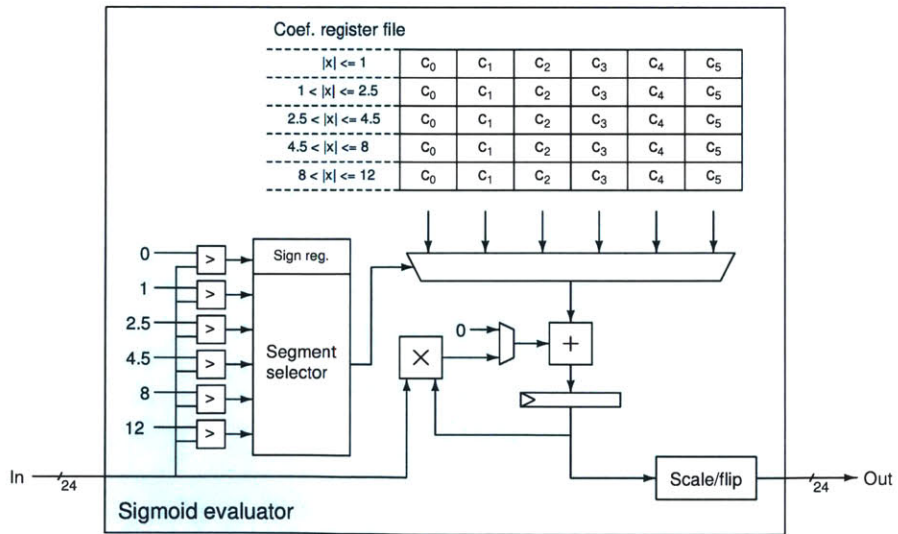 Coef. register file
|x| <= 1 C0 C1 C2 C3 C4 C5
1 < |x| <= 2.5 C0 C1 C2 C3 C4 C5
2.5 < |x| <= 4.5 C0 C1 C2 C3 C4 C5
4.5 < |x| <= 8 C0 C1 C2 C3 C4 C5
8 < |x| <= 12 C0 C1 C2 C3 C4 C5
0 > Sign reg.
1 >
2.5 >
4.5 >
8 >
12 >
Segment
selector
0
×
+
In 24
Scale/flip
24 Out
Sigmoid evaluator